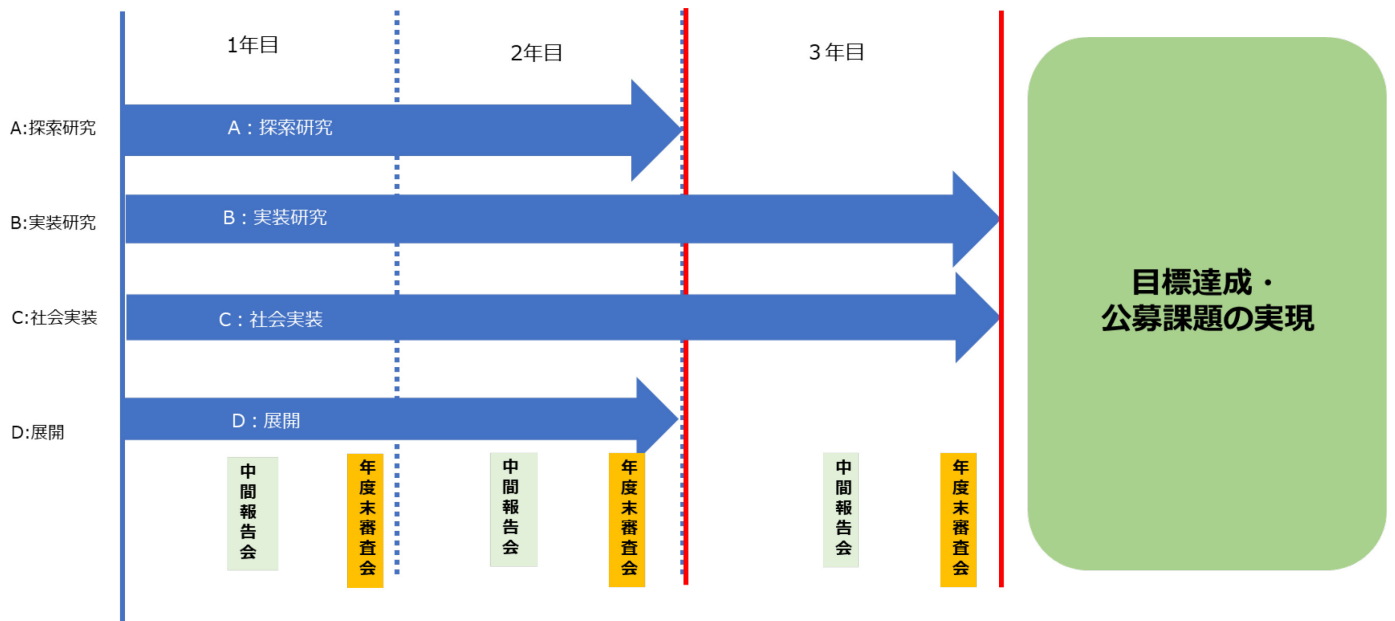 1年目
2年目
３年目
A:探索研究
A：探索研究
B:実装研究
B：実装研究
C:社会実装
C：社会実装
D:展開
D：展開
中間報告会
年度末審査会
中間報告会
年度末審査会
中間報告会
年度末審査会
目標達成・
公募課題の実現